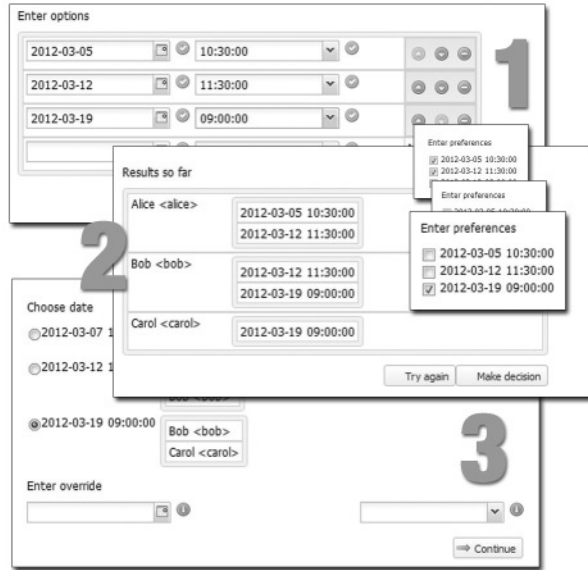 Enter options
2012-03-05 10:30:00
2012-03-12 11:30:00
2012-03-19 09:00:00
1
Enter preferences
2012-03-05 10:30:00
2012-03-12 11:30:00
Enter preferences
Enter preferences
2012-03-05 10:30:00
2012-03-12 11:30:00
2012-03-19 09:00:00
2
Results so far
Alice <alice>
2012-03-05 10:30:00
2012-03-12 11:30:00
Bob <bob>
2012-03-12 11:30:00
2012-03-19 09:00:00
Carol <carol>
2012-03-19 09:00:00
Try again Make decision
Choose date
2012-03-07 1
2012-03-12 1
Bob <bob>
2012-03-19 09:00:00
Bob <bob>
Carol <carol>
3
Enter override
Continue